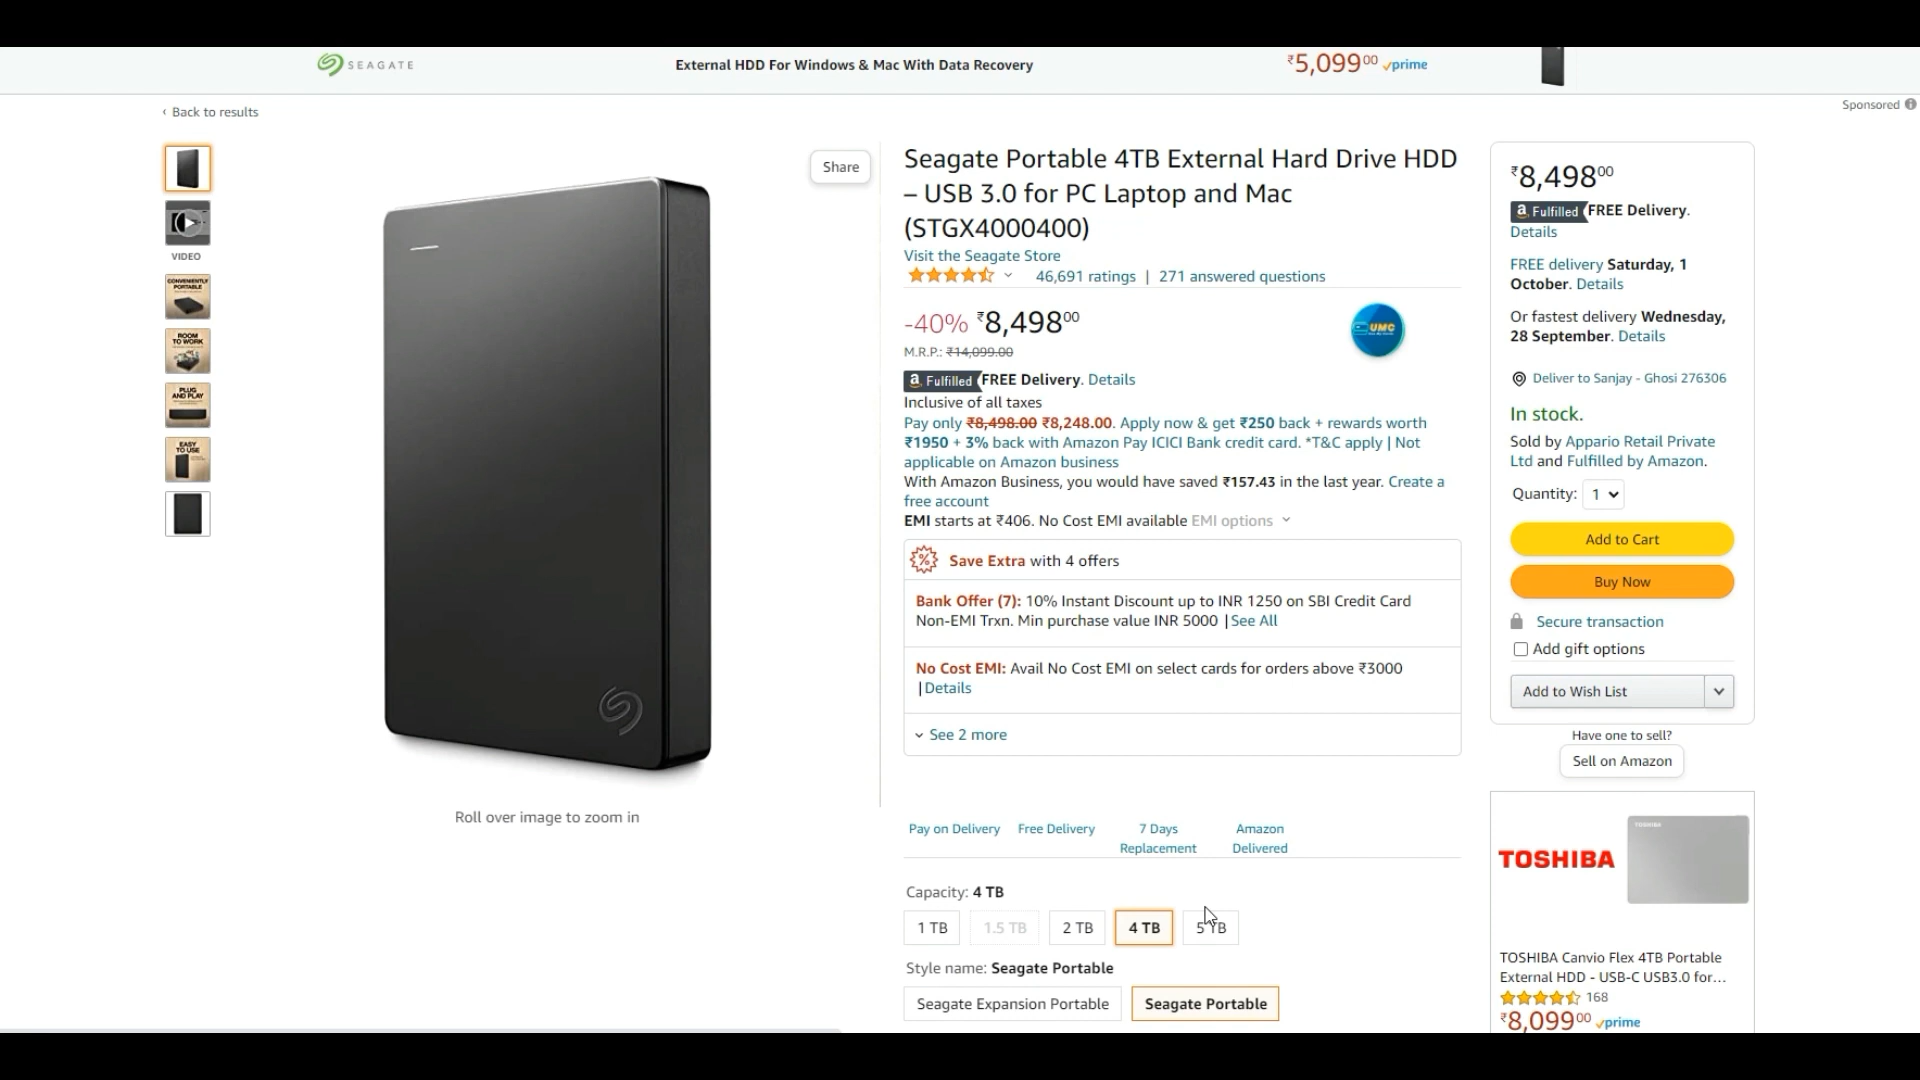 SEAGATE
External HDD For Windows & Mac With Data Recovery
₹5,099⁰⁰ prime
‹ Back to results
Sponsored
VIDEO
CONVENIENTLY
PORTABLE
ROOM
TO WORK
PLUG
AND PLAY
EASY
TO USE
Share
Roll over image to zoom in
Seagate Portable 4TB External Hard Drive HDD
– USB 3.0 for PC Laptop and Mac
(STGX4000400)
Visit the Seagate Store
46,691 ratings | 271 answered questions
-40% ₹8,498⁰⁰
M.R.P.: ₹14,099.00
UMC
a Fulfilled FREE Delivery. Details
Inclusive of all taxes
Pay only ₹8,498.00 ₹8,248.00. Apply now & get ₹250 back + rewards worth
₹1950 + 3% back with Amazon Pay ICICI Bank credit card. *T&C apply | Not
applicable on Amazon business
With Amazon Business, you would have saved ₹157.43 in the last year. Create a
free account
EMI starts at ₹406. No Cost EMI available EMI options
% Save Extra with 4 offers
Bank Offer (7): 10% Instant Discount up to INR 1250 on SBI Credit Card
Non-EMI Trxn. Min purchase value INR 5000 | See All
No Cost EMI: Avail No Cost EMI on select cards for orders above ₹3000
| Details
See 2 more
Pay on Delivery
Free Delivery
7 Days
Replacement
Amazon
Delivered
Capacity: 4 TB
1 TB
1.5 TB
2 TB
4 TB
5 TB
Style name: Seagate Portable
Seagate Expansion Portable
Seagate Portable
₹8,498⁰⁰
a Fulfilled FREE Delivery.
Details
FREE delivery Saturday, 1
October. Details
Or fastest delivery Wednesday,
28 September. Details
Deliver to Sanjay - Ghosi 276306
In stock.
Sold by Appario Retail Private
Ltd and Fulfilled by Amazon.
Quantity: 1
Add to Cart
Buy Now
Secure transaction
Add gift options
Add to Wish List
Have one to sell?
Sell on Amazon
TOSHIBA
TOSHIBA
TOSHIBA Canvio Flex 4TB Portable
External HDD - USB-C USB3.0 for...
168
₹8,099⁰⁰ prime